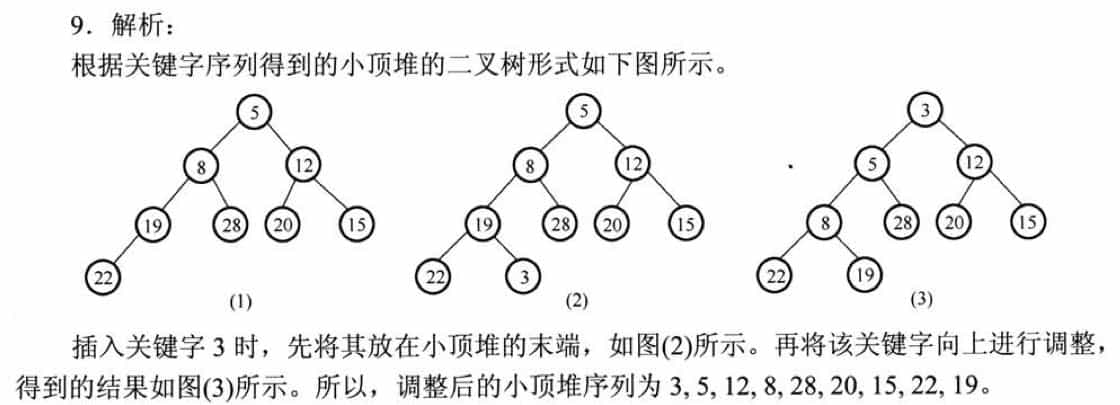 9. 解析：
根据关键字序列得到的小顶堆的二叉树形式如下图所示。
5 5 3
8 12 8 12 5 12
19 28 20 15 19 28 20 15 8 28 20 15
22 22 3 22 19
(1) (2) (3)
插入关键字 3 时，先将其放在小顶堆的末端，如图(2)所示。再将该关键字向上进行调整，
得到的结果如图(3)所示。所以，调整后的小顶堆序列为 3, 5, 12, 8, 28, 20, 15, 22, 19。